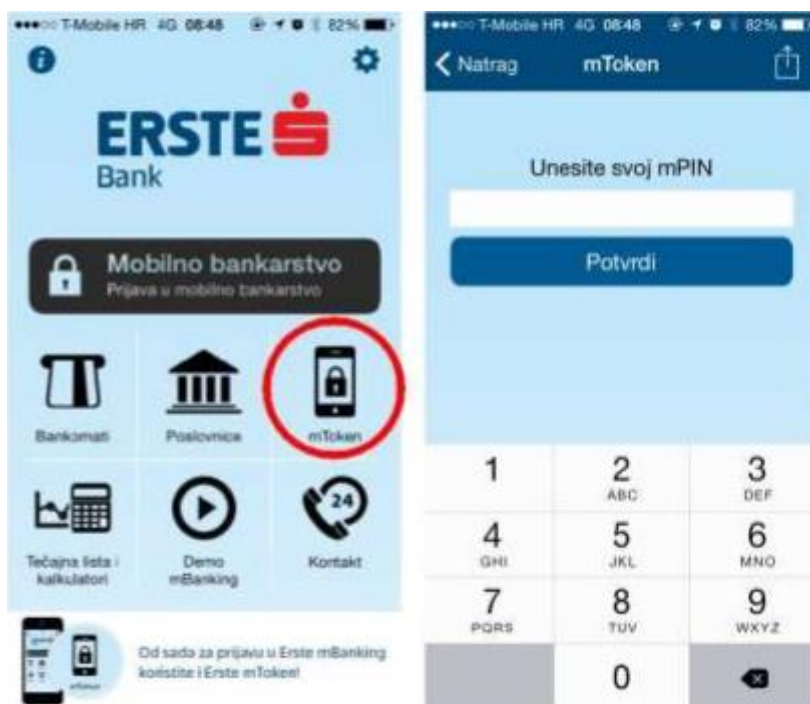 T-Mobile HR 4G 08:48 82%
ERSTE
Bank
Mobilno bankarstvo
Prijava u mobilno bankarstvo
Bankomati Poslovnice mToken
24
Tečajna lista i
kalkulatori
Demo
mBanking
Kontakt
Od sada za prijavu u Erste mBanking
koristite i Erste mToken!
T-Mobile HR 4G 08:48 82%
Natrag mToken
Unesite svoj mPIN
Potvrdi
1 2 3
ABC DEF
4 5 6
GHI JKL MNO
7 8 9
PQRS TUV WXYZ
0